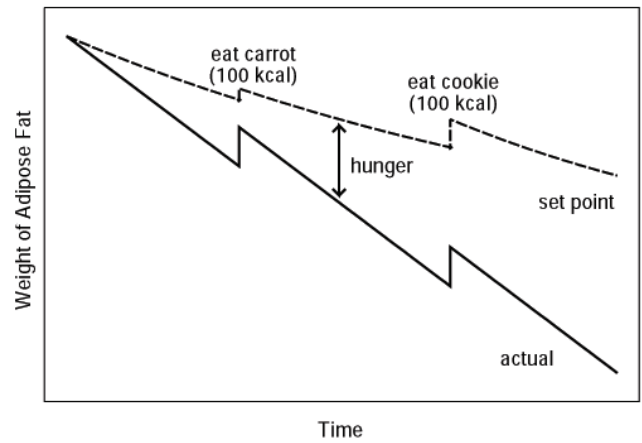 eat carrot
(100 kcal)
eat cookie
(100 kcal)
hunger
set point
actual
Weight of Adipose Fat
Time